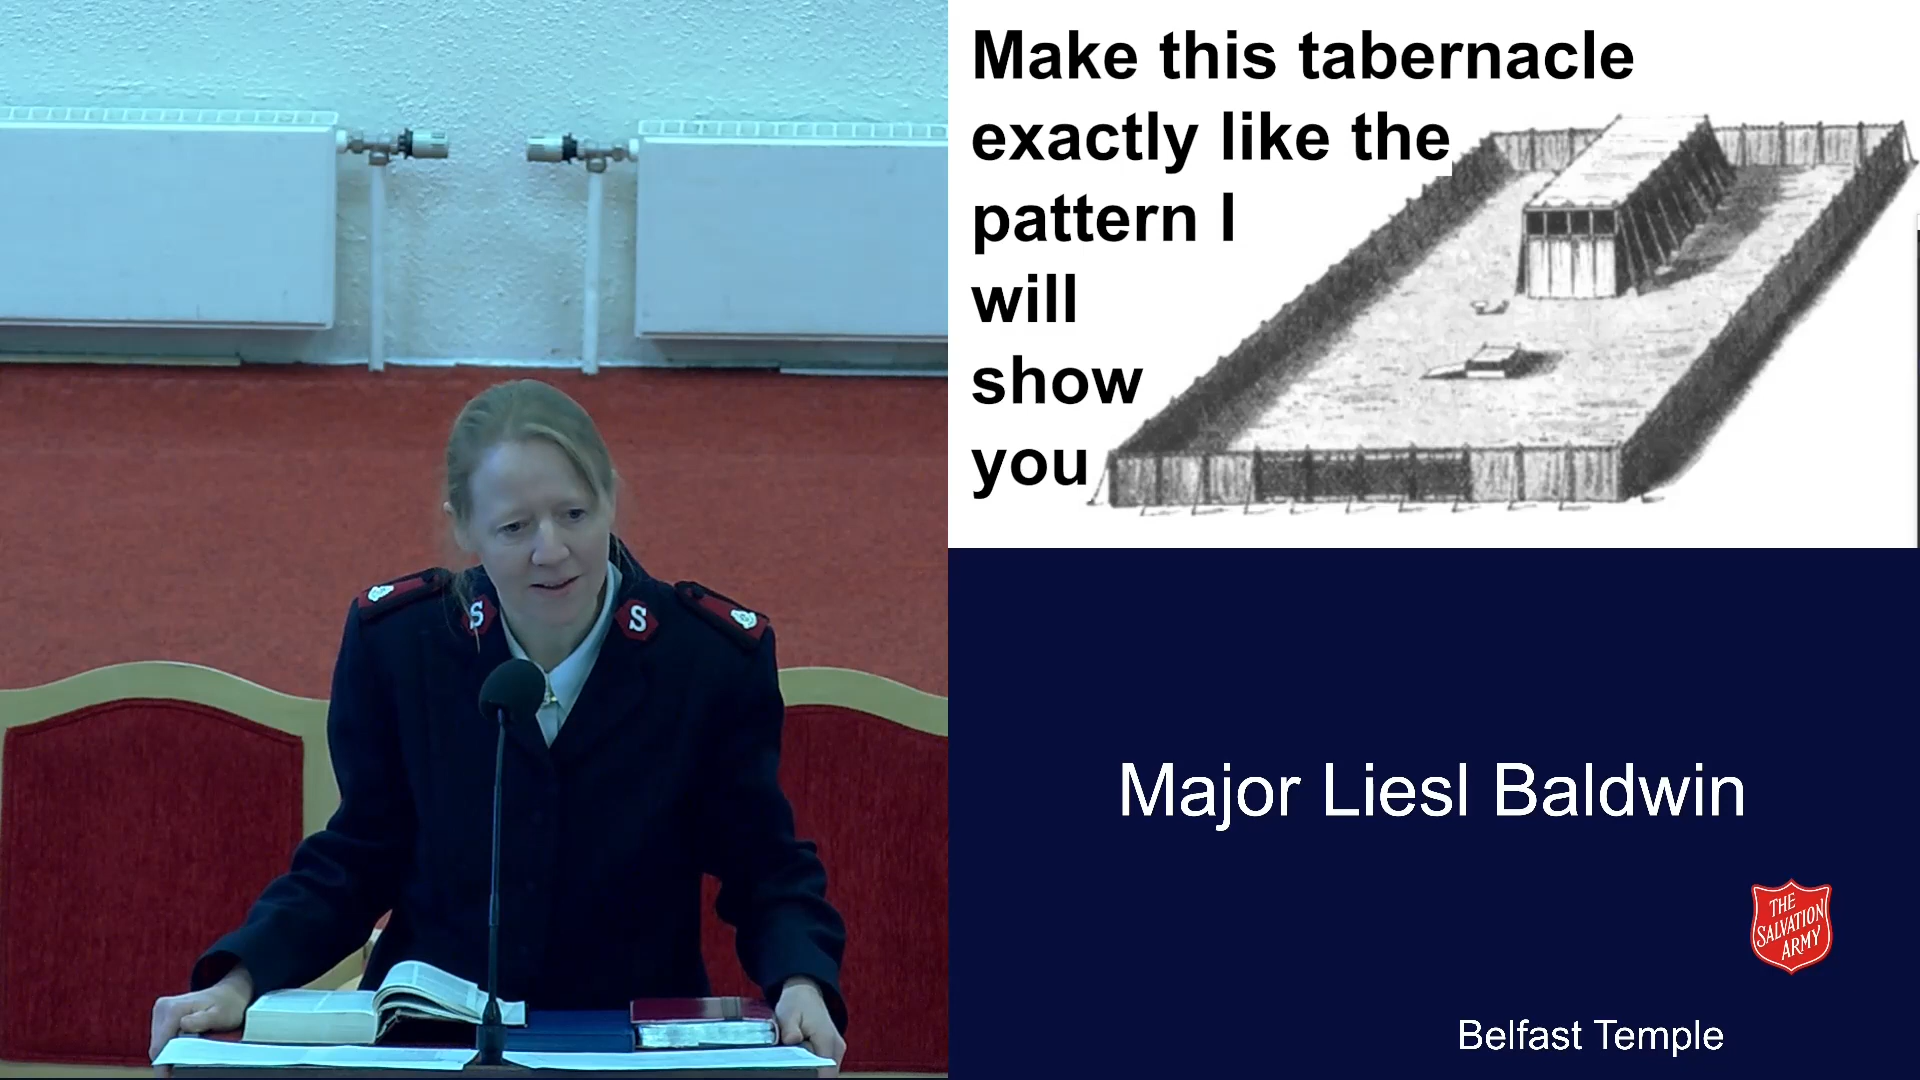 Make this tabernacle
exactly like the
pattern I
will
show
you
S
S
Major Liesl Baldwin
THE
SALVATION
ARMY
Belfast Temple